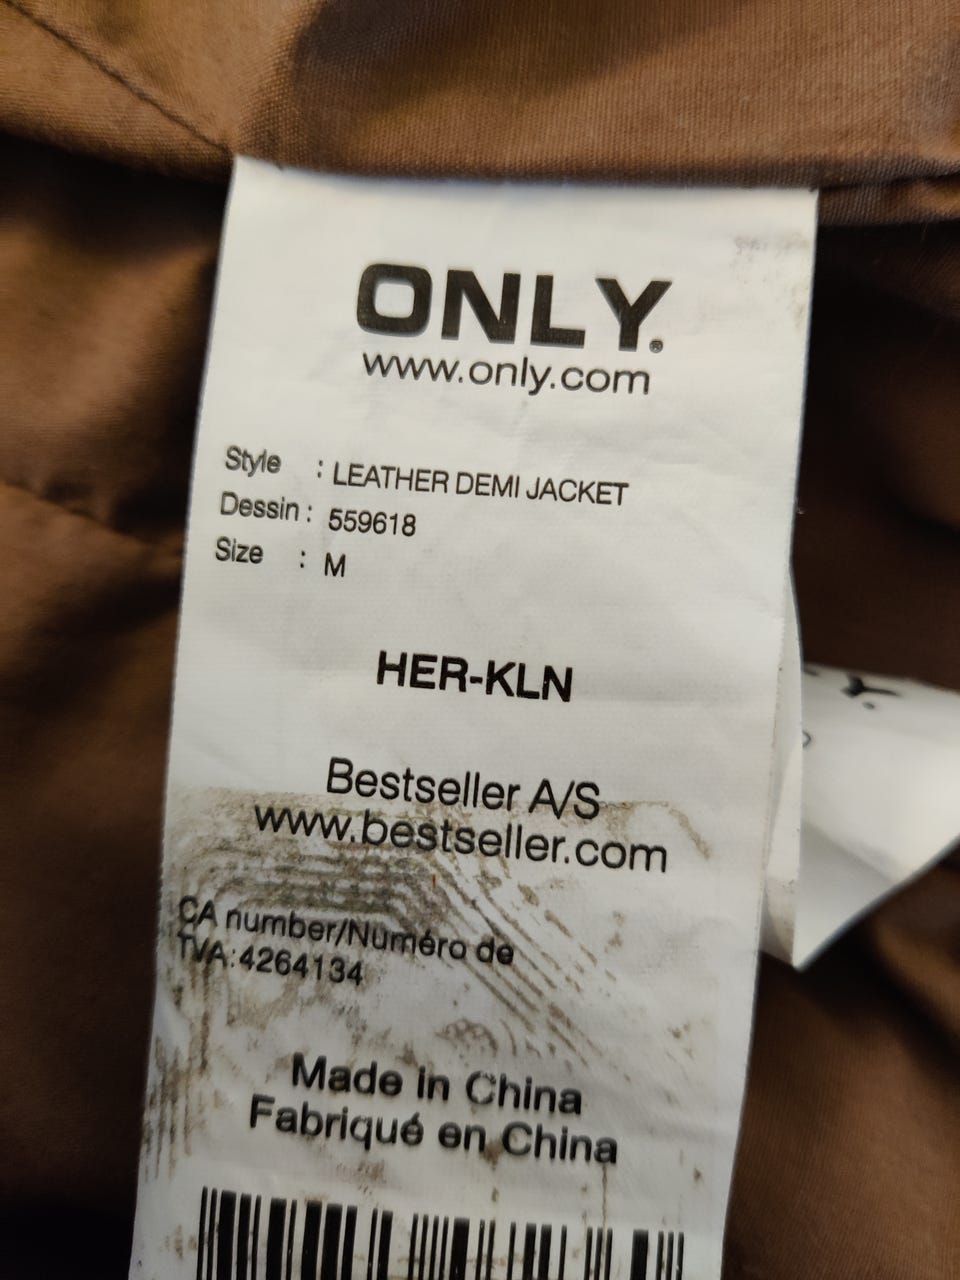 ONLY.®
www.only.com
Style : LEATHER DEMI JACKET
Dessin : 559618
Size : M
HER-KLN
Bestseller A/S
www.bestseller.com
CA number/Numéro de
TVA:4264134
Made in China
Fabriqué en China
Y.